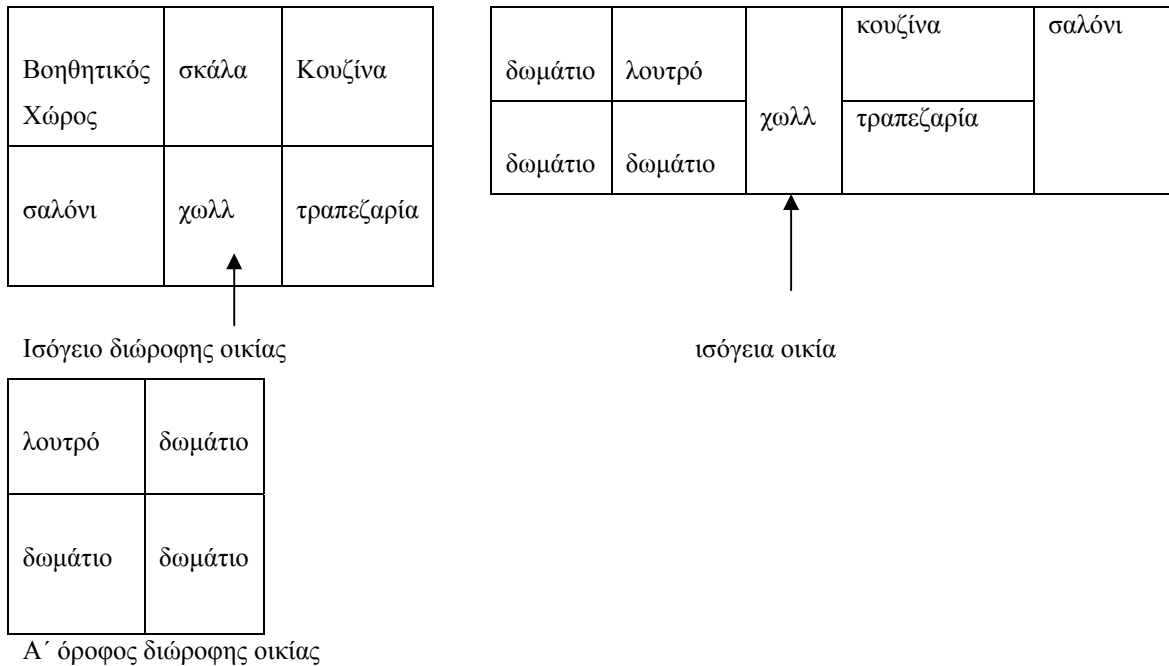 Βοηθητικός
Χώρος
σκάλα
Κουζίνα
σαλόνι
χωλλ
τραπεζαρία
Ισόγειο διώροφης οικίας
δωμάτιο
λουτρό
χωλλ
κουζίνα
σαλόνι
τραπεζαρία
δωμάτιο
δωμάτιο
ισόγεια οικία
λουτρό
δωμάτιο
δωμάτιο
δωμάτιο
Α΄ όροφος διώροφης οικίας